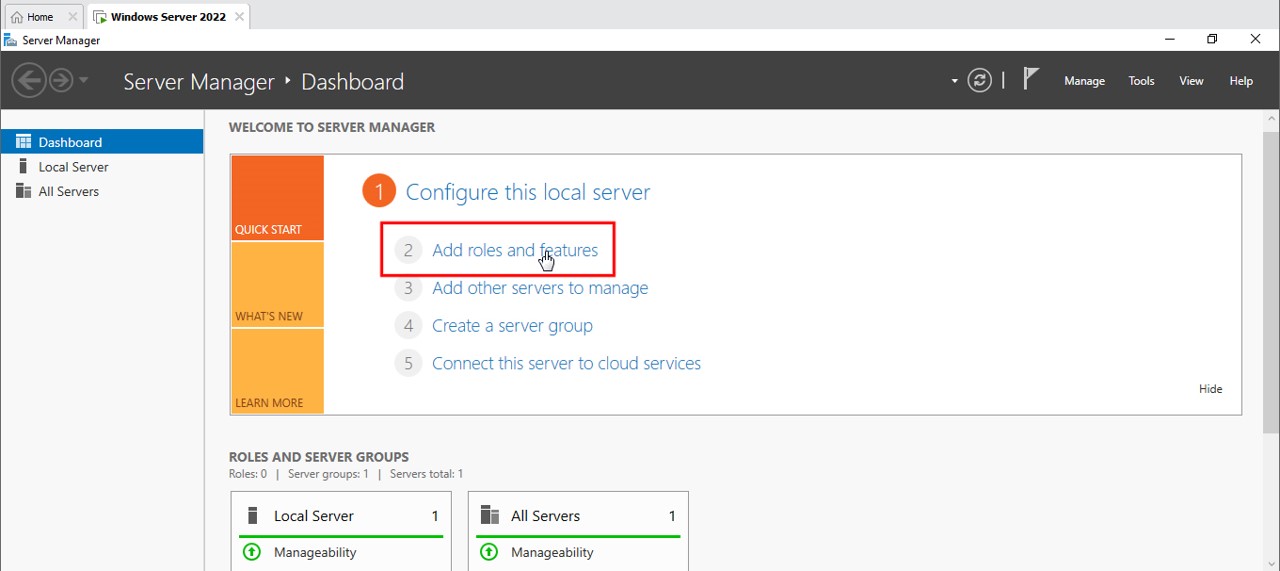 Home
Windows Server 2022
Server Manager
Server Manager • Dashboard
Manage Tools View Help
Dashboard
Local Server
All Servers
WELCOME TO SERVER MANAGER
QUICK START
WHAT'S NEW
LEARN MORE
1 Configure this local server
2 Add roles and features
3 Add other servers to manage
4 Create a server group
5 Connect this server to cloud services
Hide
ROLES AND SERVER GROUPS
Roles: 0 | Server groups: 1 | Servers total: 1
Local Server 1
Manageability
All Servers 1
Manageability